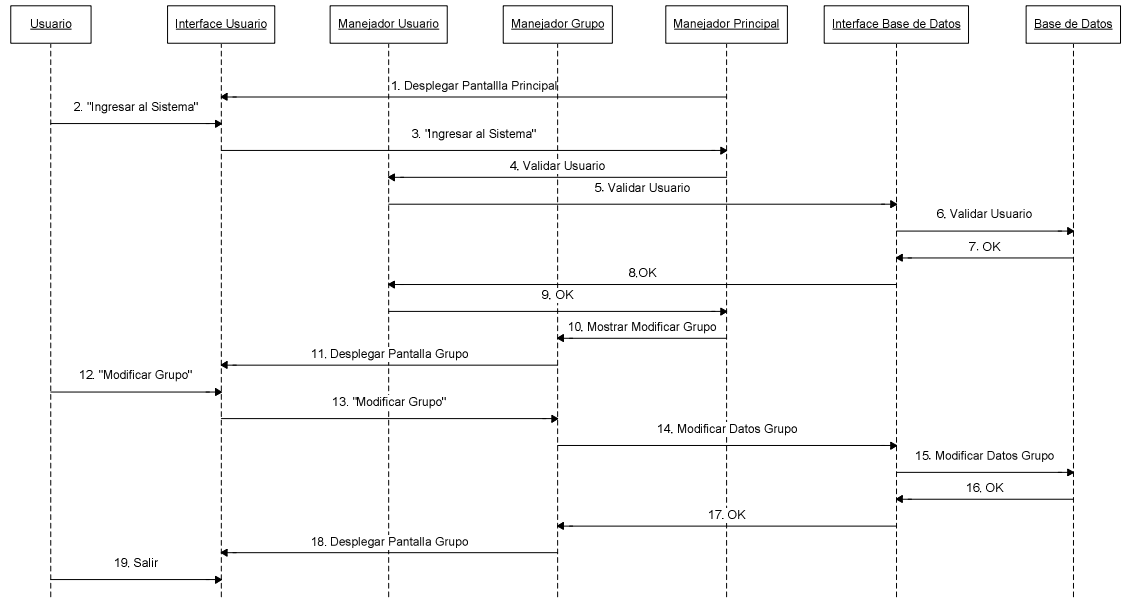 Usuario
Interface Usuario
Manejador Usuario
Manejador Grupo
Manejador Principal
Interface Base de Datos
Base de Datos
1. Desplegar Pantallla Principal
2. "Ingresar al Sistema"
3. "Ingresar al Sistema"
4. Validar Usuario
5. Validar Usuario
6. Validar Usuario
7. OK
8.OK
9. OK
10. Mostrar Modificar Grupo
11. Desplegar Pantalla Grupo
12. "Modificar Grupo"
13. "Modificar Grupo"
14. Modificar Datos Grupo
15. Modificar Datos Grupo
16. OK
17. OK
18. Desplegar Pantalla Grupo
19. Salir